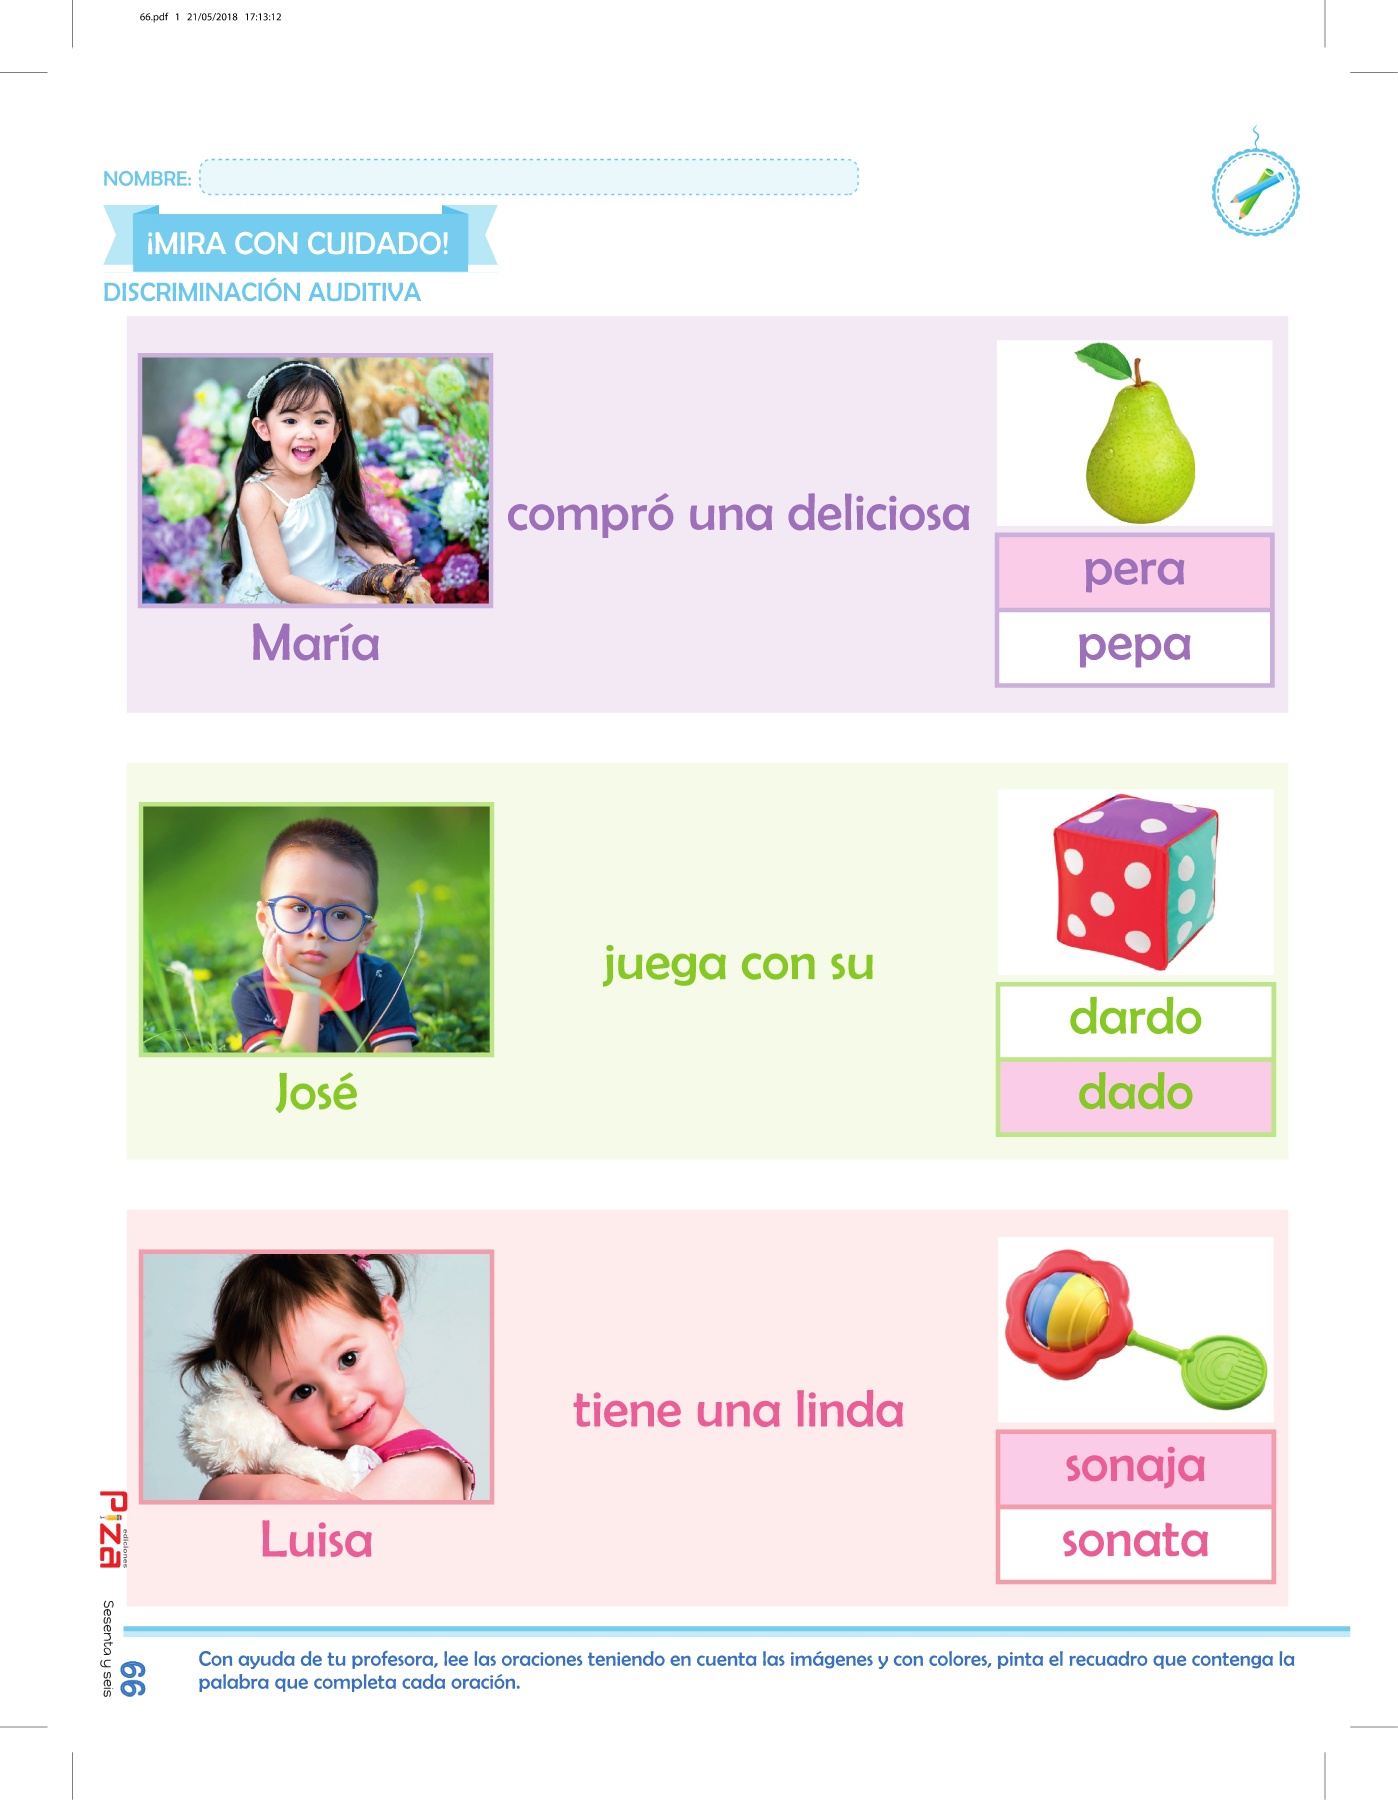 66.pdf 1 21/05/2018 17:13:12
NOMBRE:
¡MIRA CON CUIDADO!
DISCRIMINACIÓN AUDITIVA
compró una deliciosa
pera
pepa
María
juega con su
dardo
dado
José
tiene una linda
sonaja
sonata
Luisa
Piza
ediciones
Sesenta y seis
66
Con ayuda de tu profesora, lee las oraciones teniendo en cuenta las imágenes y con colores, pinta el recuadro que contenga la
palabra que completa cada oración.